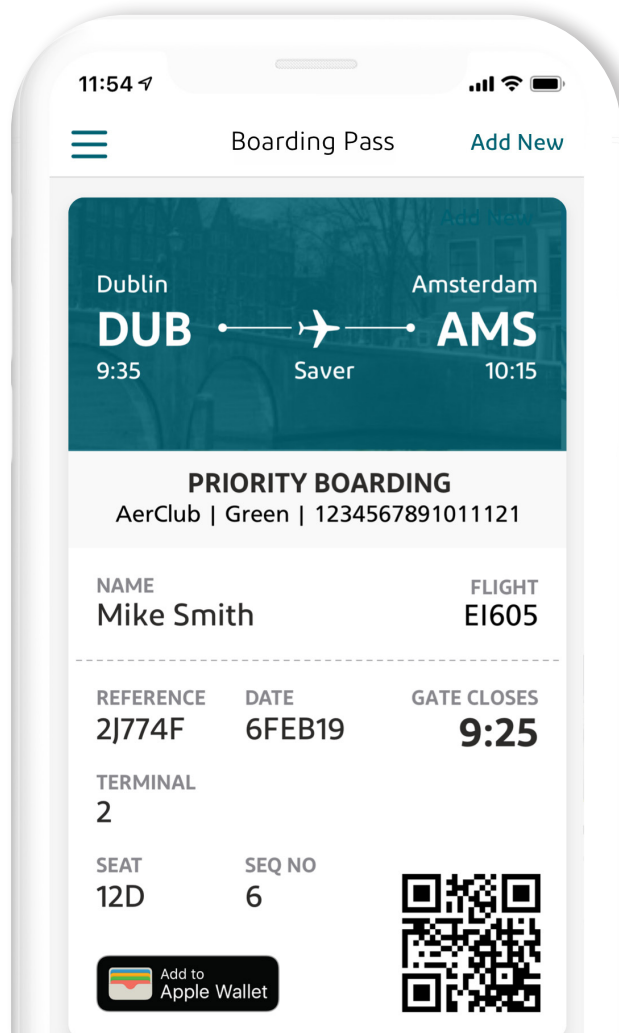 11:54
Boarding Pass
Add New
Add New
Dublin
Amsterdam
DUB
AMS
9:35
Saver
10:15
PRIORITY BOARDING
AerClub | Green | 1234567891011121
NAME
FLIGHT
Mike Smith
EI605
REFERENCE
DATE
GATE CLOSES
2J774F
6FEB19
9:25
TERMINAL
2
SEAT
SEQ NO
12D
6
Add to
Apple Wallet